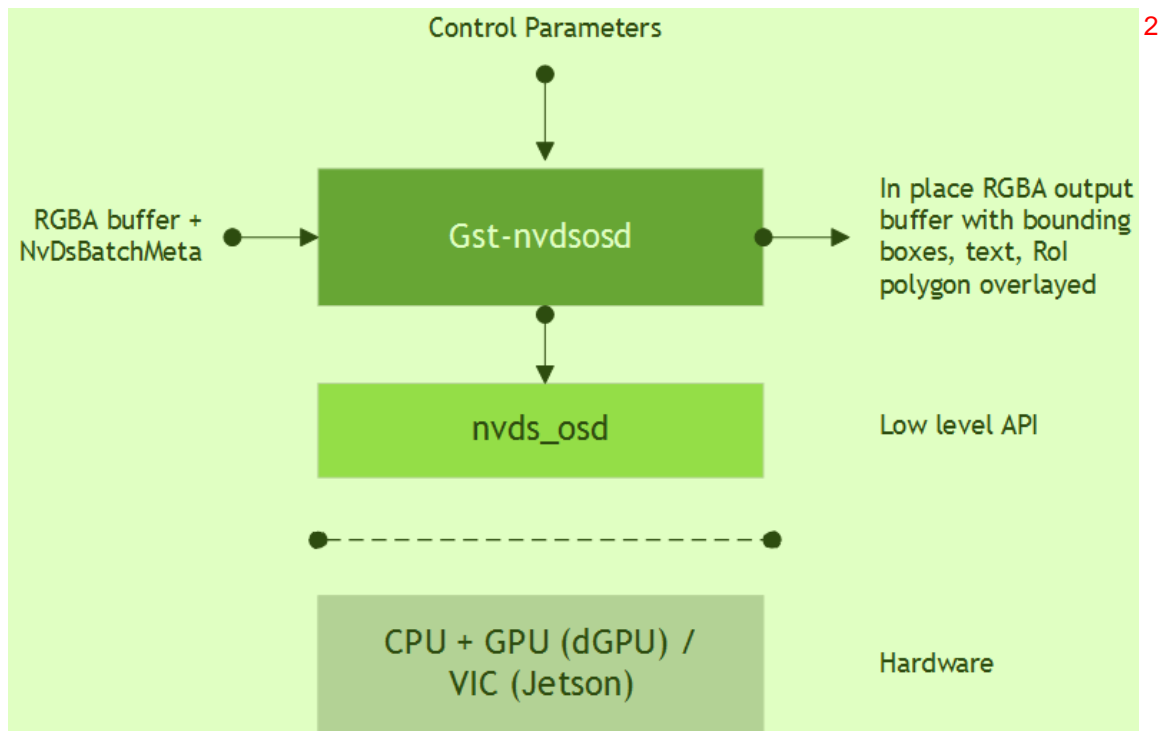 Control Parameters
2
RGBA buffer +
NvDsBatchMeta
Gst-nvdsosd
In place RGBA output
buffer with bounding
boxes, text, RoI
polygon overlayed
nvds_osd
Low level API
CPU + GPU (dGPU) /
VIC (Jetson)
Hardware